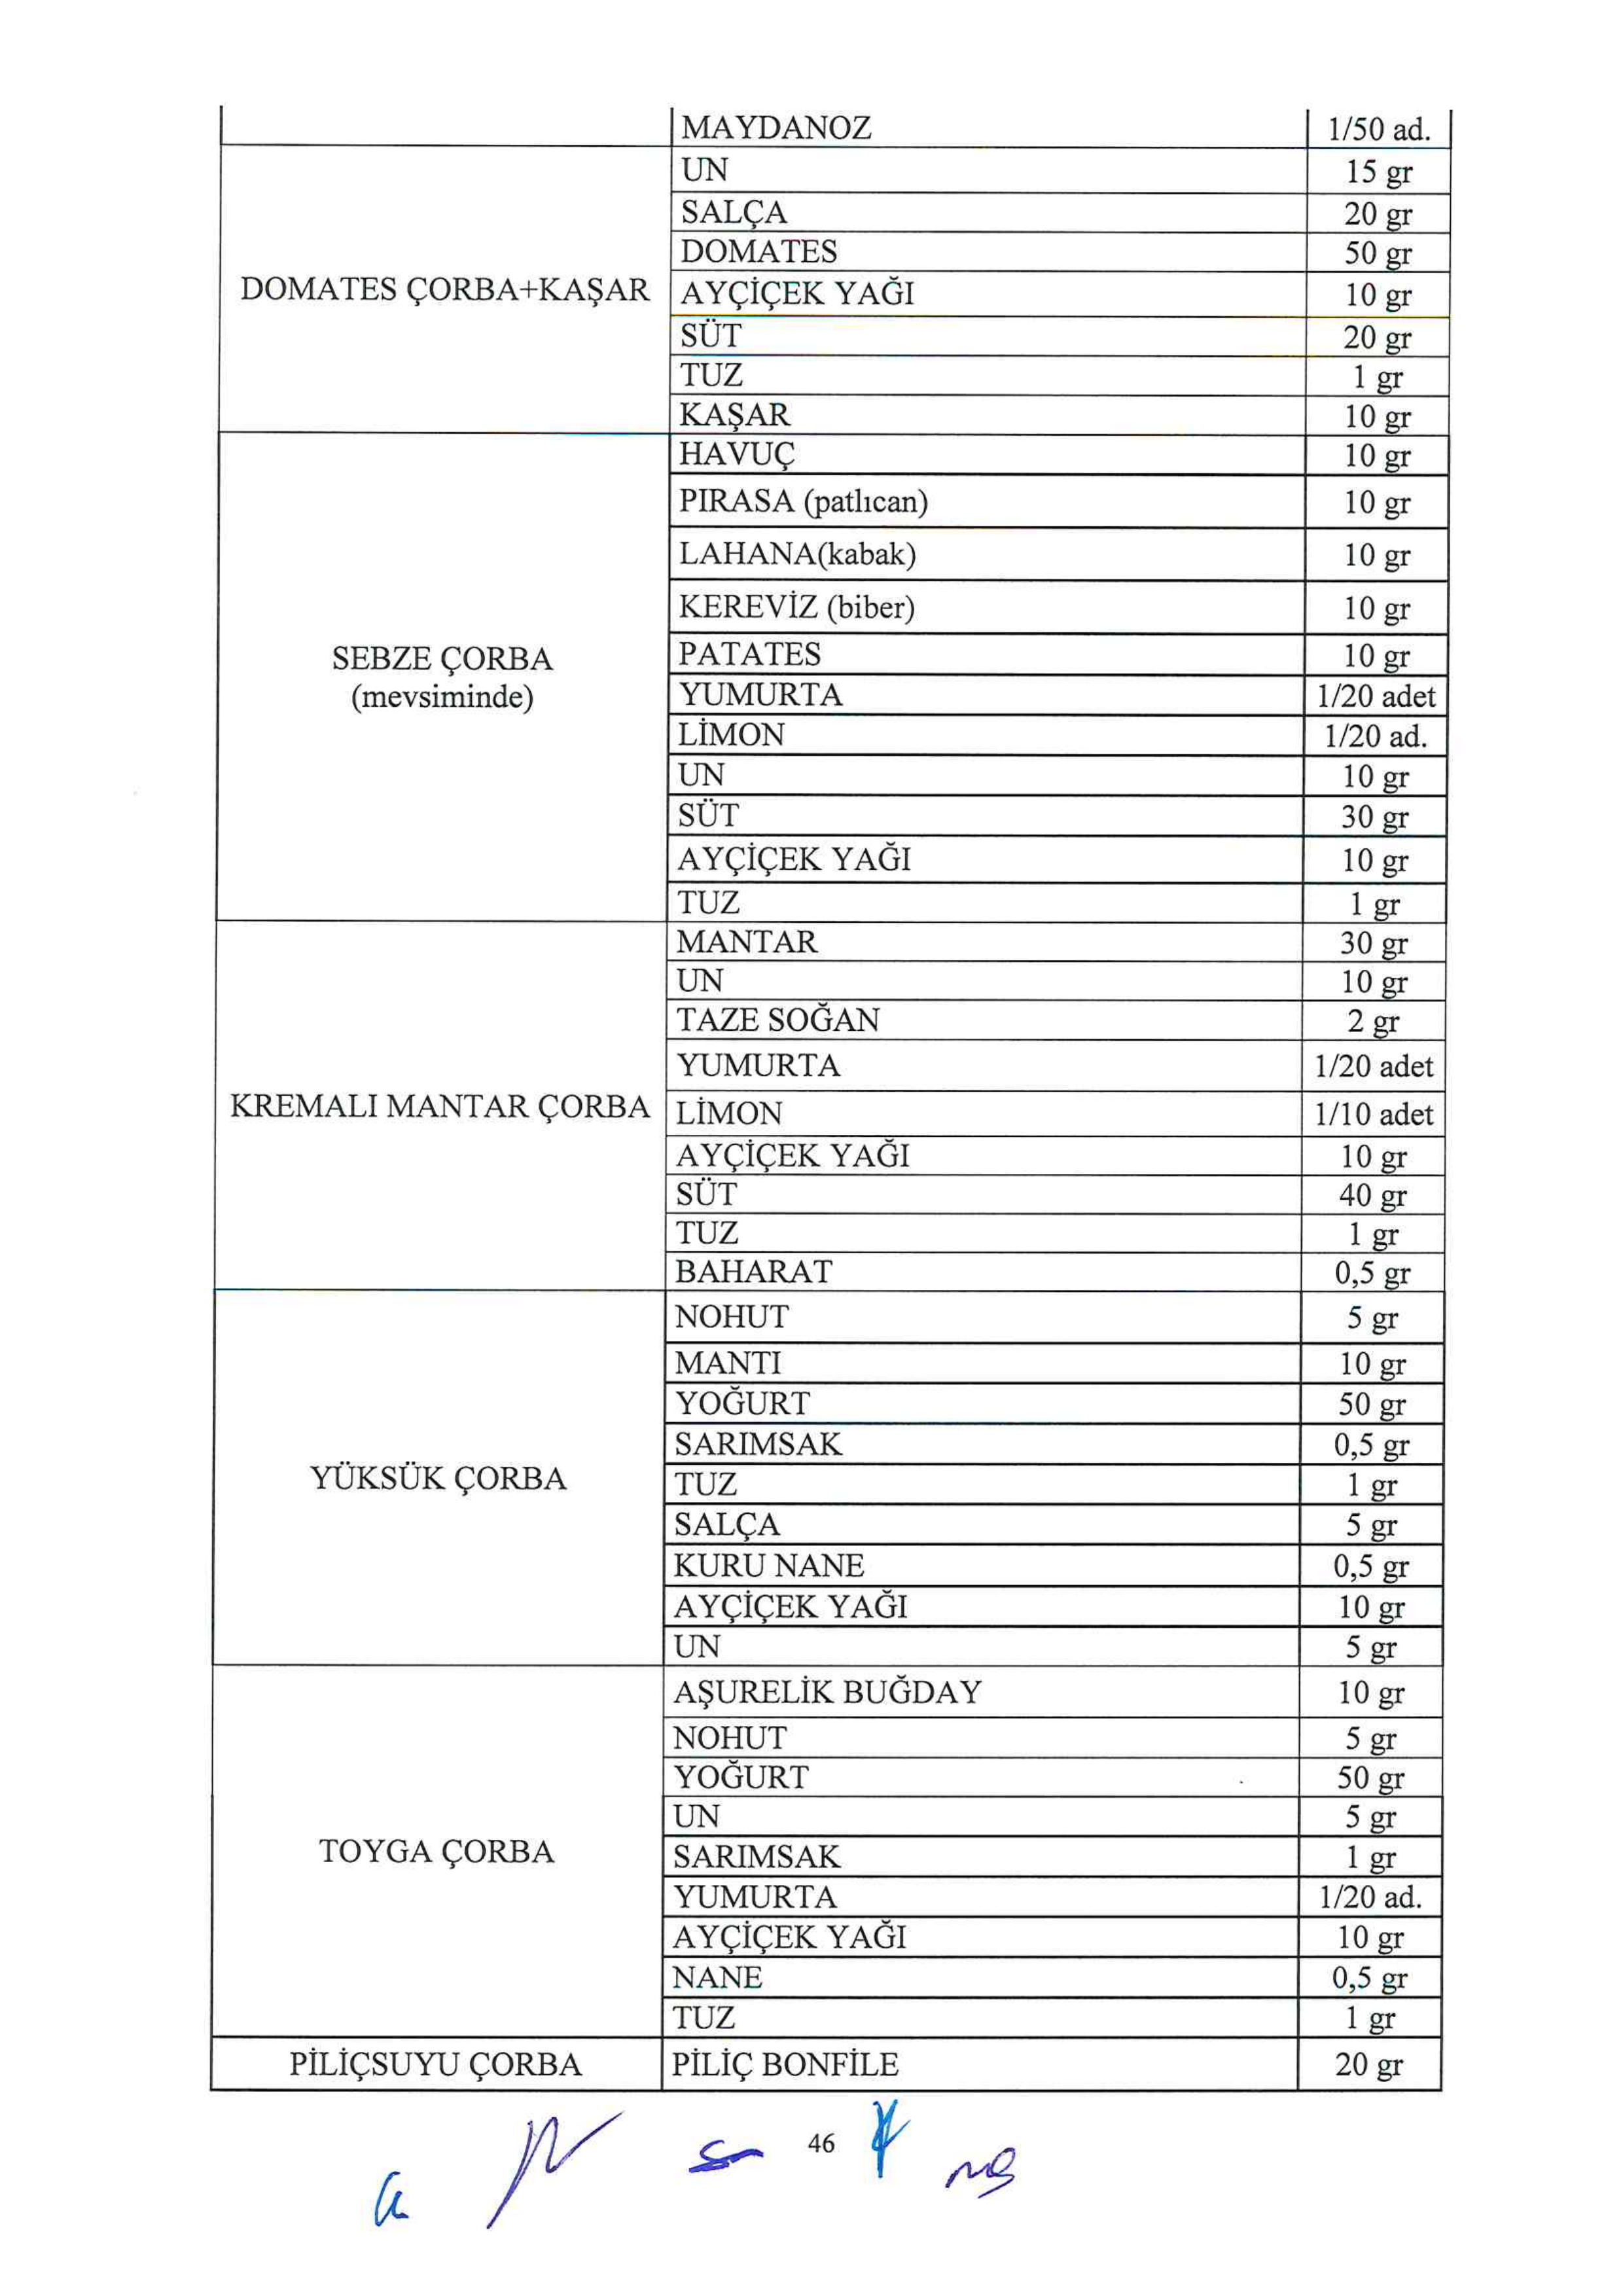 MAYDANOZ 1/50 ad.
UN 15 gr
SALÇA 20 gr
DOMATES 50 gr
DOMATES ÇORBA+KAŞAR AYÇİÇEK YAĞI 10 gr
SÜT 20 gr
TUZ 1 gr
KAŞAR 10 gr
HAVUÇ 10 gr
PIRASA (patlıcan) 10 gr
LAHANA(kabak) 10 gr
KEREVİZ (biber) 10 gr
SEBZE ÇORBA PATATES 10 gr
(mevsiminde) YUMURTA 1/20 adet
LİMON 1/20 ad.
UN 10 gr
SÜT 30 gr
AYÇİÇEK YAĞI 10 gr
TUZ 1 gr
MANTAR 30 gr
UN 10 gr
TAZE SOĞAN 2 gr
YUMURTA 1/20 adet
KREMALI MANTAR ÇORBA LİMON 1/10 adet
AYÇİÇEK YAĞI 10 gr
SÜT 40 gr
TUZ 1 gr
BAHARAT 0,5 gr
NOHUT 5 gr
MANTI 10 gr
YOĞURT 50 gr
SARIMSAK 0,5 gr
YÜKSÜK ÇORBA TUZ 1 gr
SALÇA 5 gr
KURU NANE 0,5 gr
AYÇİÇEK YAĞI 10 gr
UN 5 gr
AŞURELİK BUĞDAY 10 gr
NOHUT 5 gr
YOĞURT 50 gr
UN 5 gr
TOYGA ÇORBA SARIMSAK 1 gr
YUMURTA 1/20 ad.
AYÇİÇEK YAĞI 10 gr
NANE 0,5 gr
TUZ 1 gr
PİLİÇSUYU ÇORBA PİLİÇ BONFİLE 20 gr
46